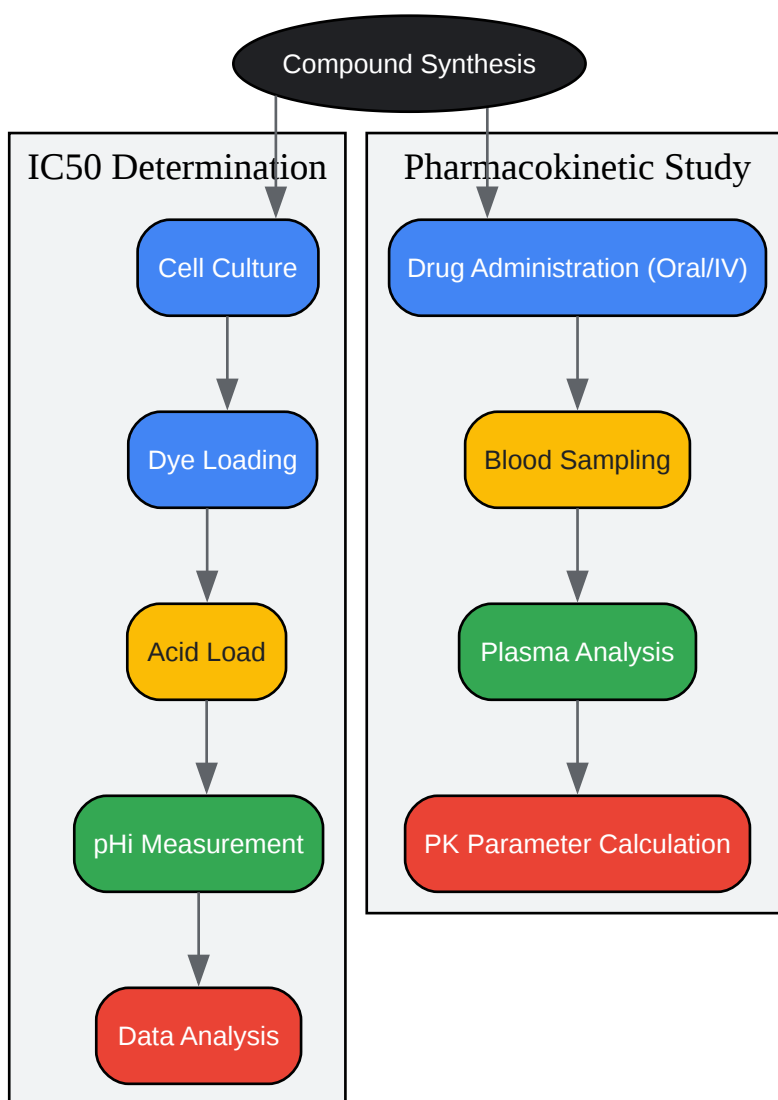 Compound Synthesis
IC50 Determination
Cell Culture
Dye Loading
Acid Load
pHi Measurement
Data Analysis
Pharmacokinetic Study
Drug Administration (Oral/IV)
Blood Sampling
Plasma Analysis
PK Parameter Calculation